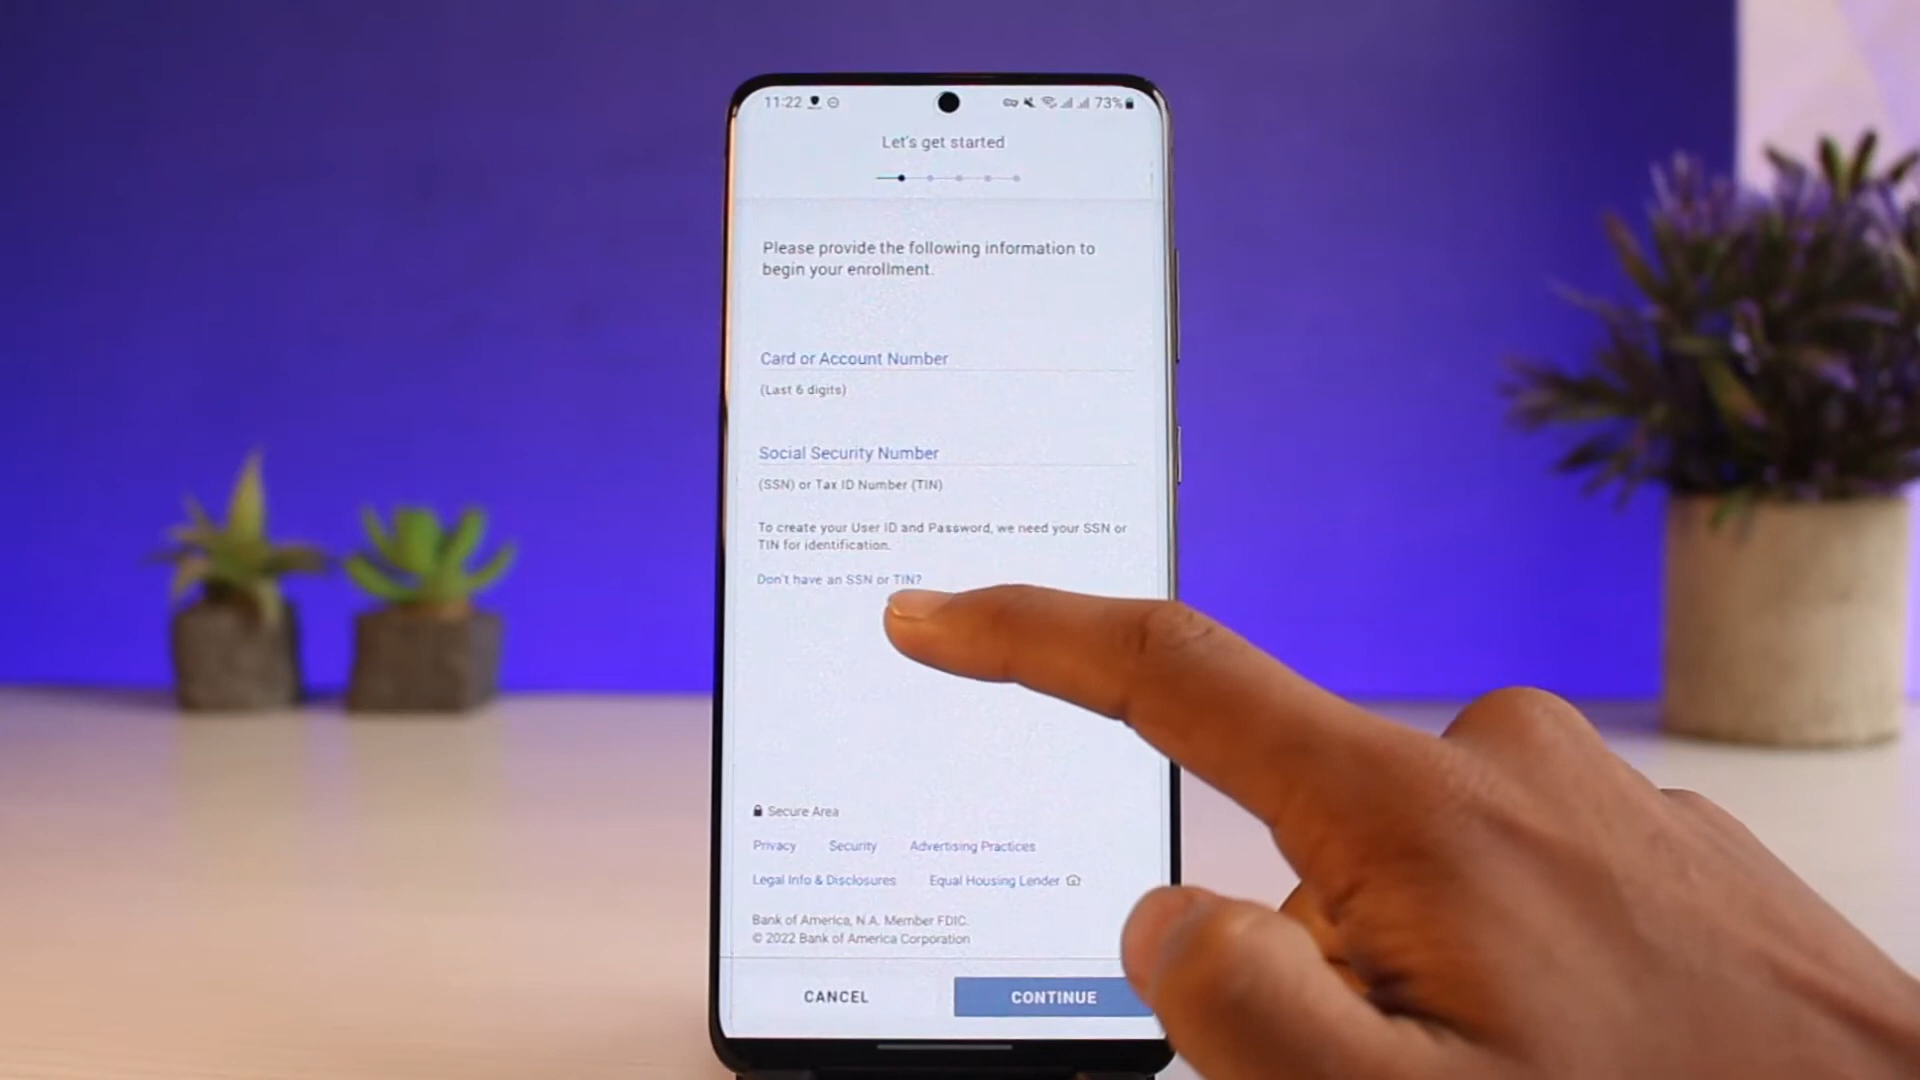 11:22
73%
Let's get started
Please provide the following information to
begin your enrollment.
Card or Account Number
(Last 6 digits)
Social Security Number
(SSN) or Tax ID Number (TIN)
To create your User ID and Password, we need your SSN or
TIN for identification.
Don't have an SSN or TIN?
Secure Area
Privacy Security Advertising Practices
Legal Info & Disclosures Equal Housing Lender
Bank of America, N.A. Member FDIC.
© 2022 Bank of America Corporation
CANCEL CONTINUE